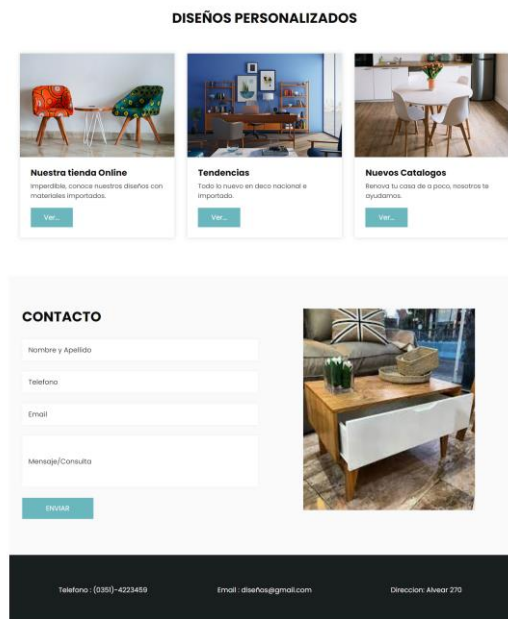 DISEÑOS PERSONALIZADOS
Nuestra tienda Online
Imperdible, conoce nuestros diseños con
materiales importados.
Ver...
Tendencias
Todo lo nuevo en deco nacional e
importado.
Ver...
Nuevos Catalogos
Renova tu casa de a poco, nosotros te
ayudamos.
Ver...
CONTACTO
Nombre y Apellido
Telefono
Email
Mensaje/Consulta
ENVIAR
Telefono : (0351)-4223459
Email : diseños@gmail.com
Direccion: Alvear 270